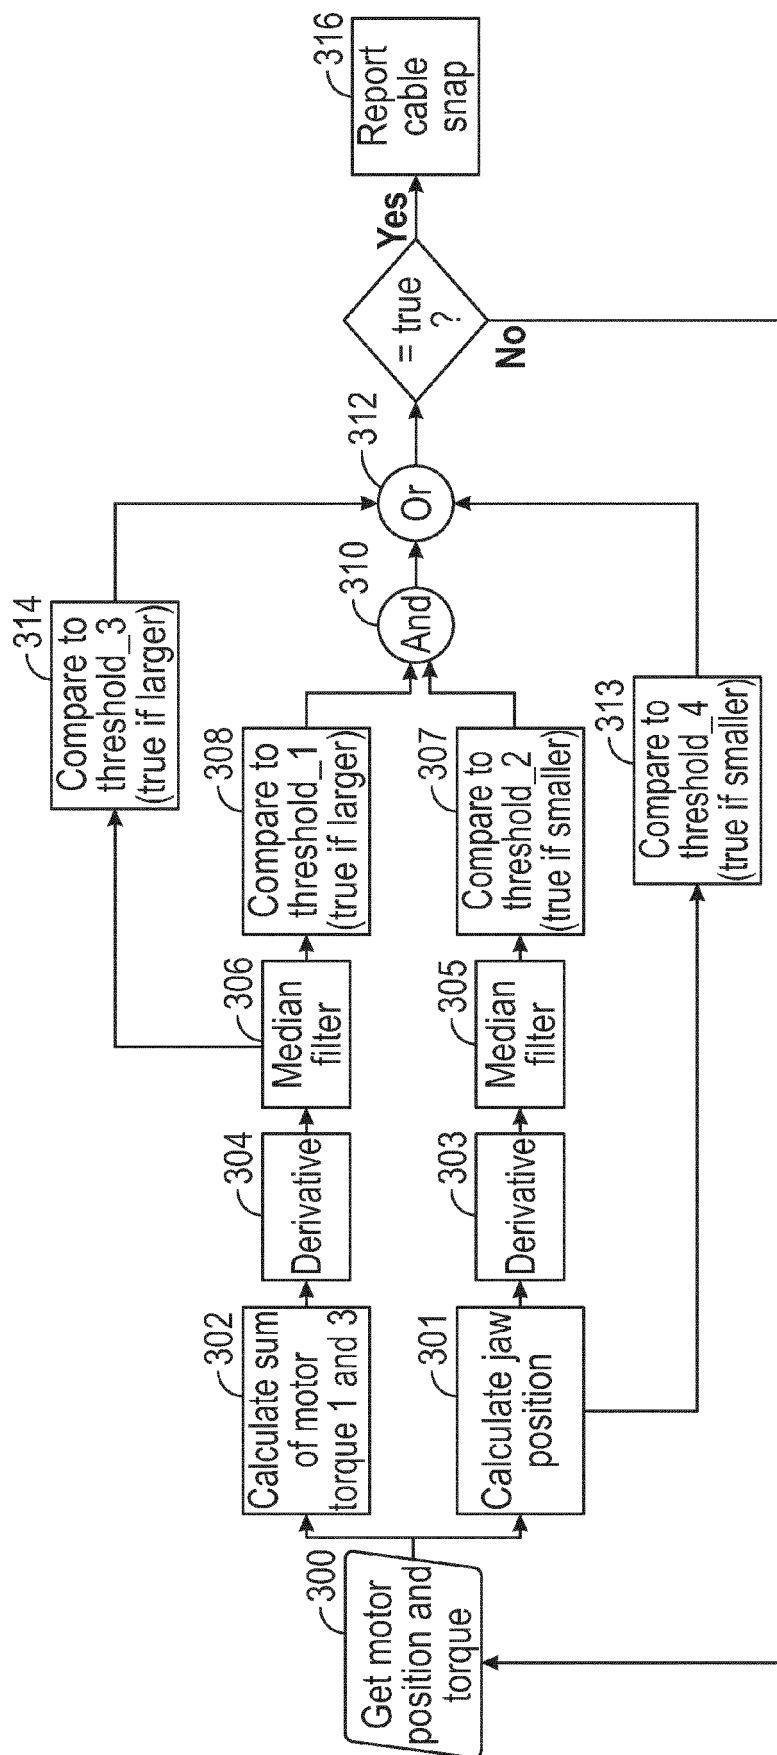 300
Get motor
position and
torque
302
Calculate sum
of motor
torque 1 and 3
304
Derivative
306
Median
filter
308
Compare to
threshold_1
(true if larger)
314
Compare to
threshold_3
(true if larger)
301
Calculate jaw
position
303
Derivative
305
Median
filter
307
Compare to
threshold_2
(true if smaller)
313
Compare to
threshold_4
(true if smaller)
310
And
312
Or
= true
?
Yes
No
316
Report
cable
snap